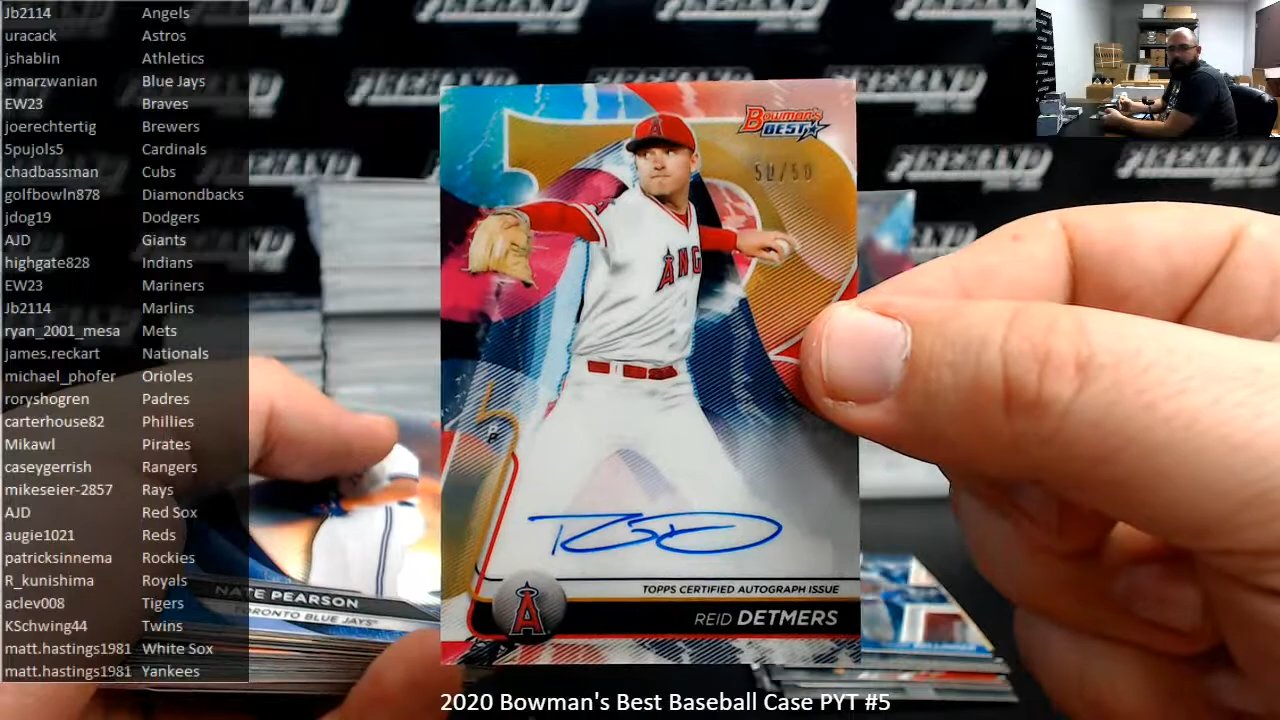 Jb2114 Angels
uracack Astros
jshablin Athletics
amarzwanian Blue Jays
EW23 Braves
joerechtertig Brewers
5pujols5 Cardinals
chadbassman Cubs
golfbowln878 Diamondbacks
jdog19 Dodgers
AJD Giants
highgate828 Indians
EW23 Mariners
Jb2114 Marlins
ryan_2001_mesa Mets
james.reckart Nationals
michael_phofer Orioles
roryshogren Padres
carterhouse82 Phillies
Mikawl Pirates
caseygerrish Rangers
mikeseier-2857 Rays
AJD Red Sox
augie1021 Reds
patricksinnema Rockies
R_kunishima Royals
aclev008 Tigers
KSchwing44 Twins
matt.hastings1981 White Sox
matt.hastings1981 Yankees
Bowman's
BEST
50/50
ANG
TOPPS CERTIFIED AUTOGRAPH ISSUE
REID DETMERS
NATE PEARSON
TORONTO BLUE JAYS
2020 Bowman's Best Baseball Case PYT #5